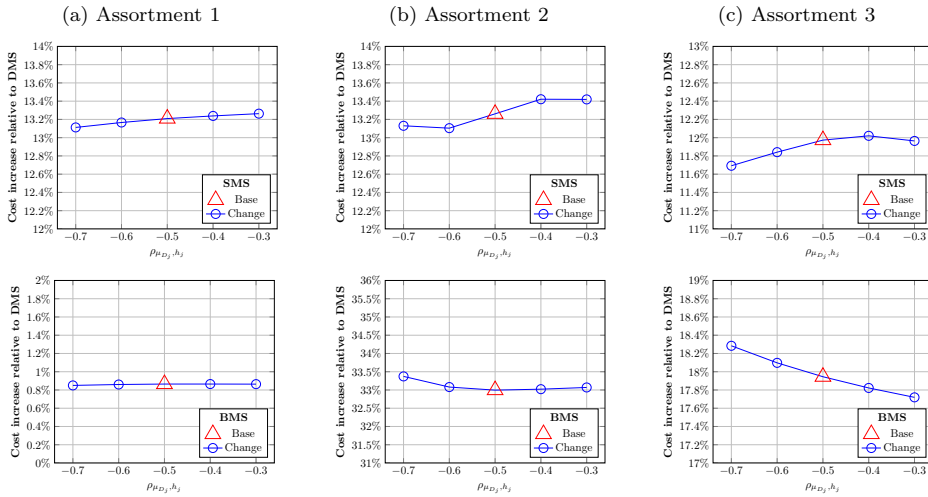 (a) Assortment 1
(b) Assortment 2
(c) Assortment 3
Cost increase relative to DMS
14%
13.8%
13.6%
13.4%
13.2%
13%
12.8%
12.6%
12.4%
12.2%
12%
−0.7 −0.6 −0.5 −0.4 −0.3
ρμDj,hj
SMS
Base
Change
Cost increase relative to DMS
14%
13.8%
13.6%
13.4%
13.2%
13%
12.8%
12.6%
12.4%
12.2%
12%
−0.7 −0.6 −0.5 −0.4 −0.3
ρμDj,hj
SMS
Base
Change
Cost increase relative to DMS
13%
12.8%
12.6%
12.4%
12.2%
12%
11.8%
11.6%
11.4%
11.2%
11%
−0.7 −0.6 −0.5 −0.4 −0.3
ρμDj,hj
SMS
Base
Change
Cost increase relative to DMS
2%
1.8%
1.6%
1.4%
1.2%
1%
0.8%
0.6%
0.4%
0.2%
0%
−0.7 −0.6 −0.5 −0.4 −0.3
ρμDj,hj
BMS
Base
Change
Cost increase relative to DMS
36%
35.5%
35%
34.5%
34%
33.5%
33%
32.5%
32%
31.5%
31%
−0.7 −0.6 −0.5 −0.4 −0.3
ρμDj,hj
BMS
Base
Change
Cost increase relative to DMS
19%
18.8%
18.6%
18.4%
18.2%
18%
17.8%
17.6%
17.4%
17.2%
17%
−0.7 −0.6 −0.5 −0.4 −0.3
ρμDj,hj
BMS
Base
Change